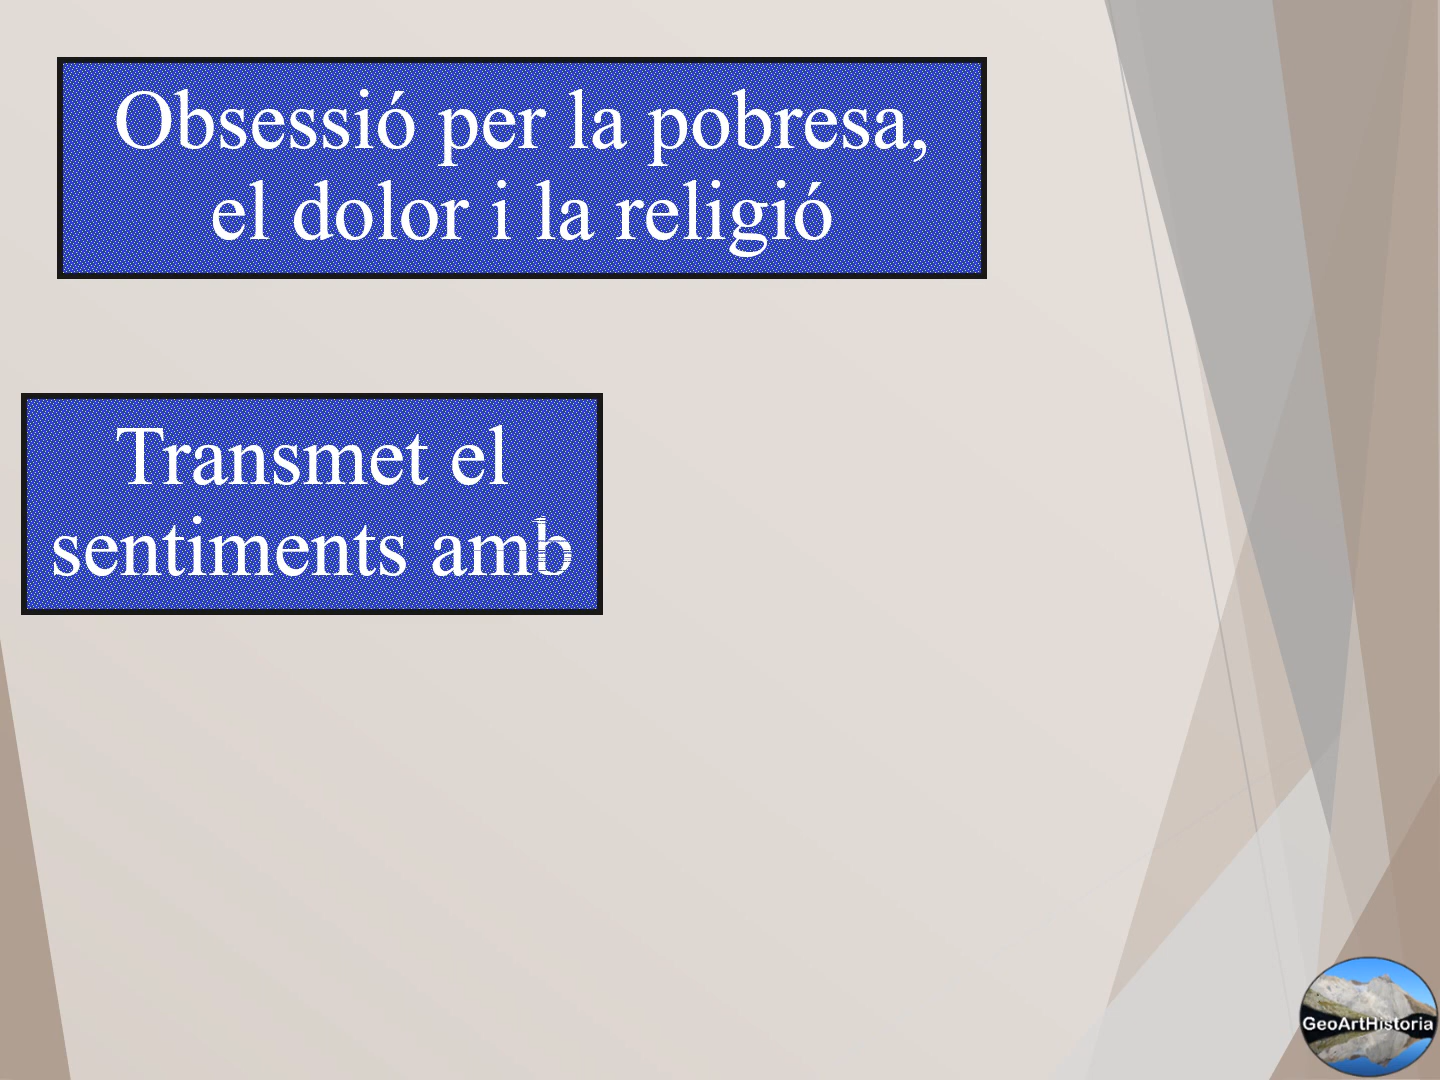 Obsessió per la pobresa,
el dolor i la religió
Transmet el
sentiments amb
GeoArtHistoria